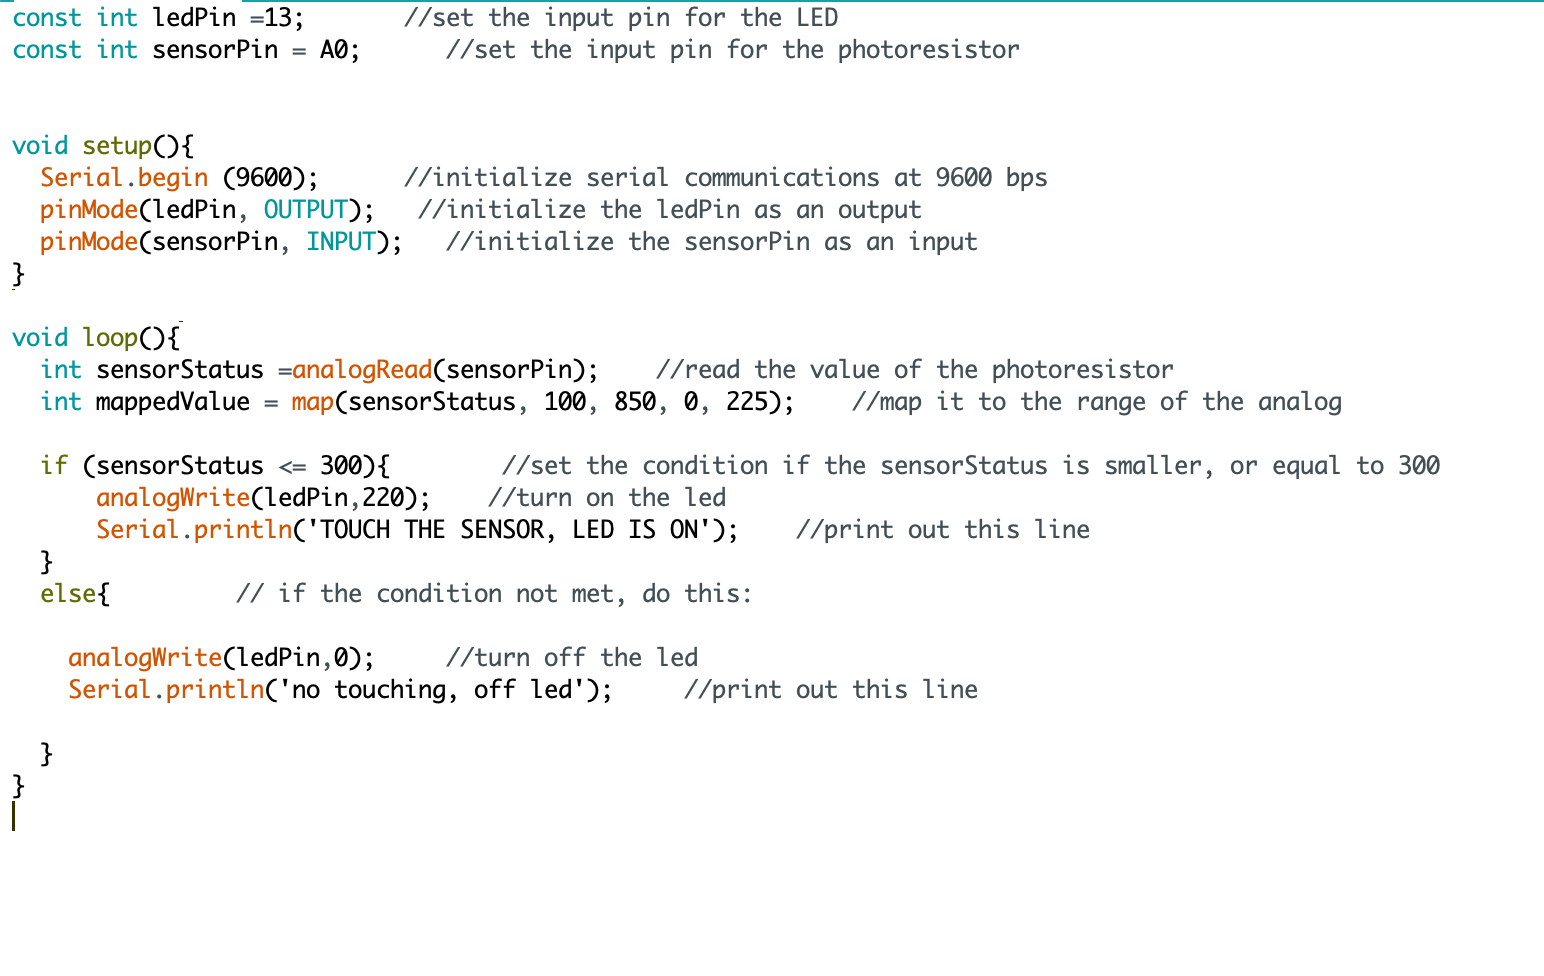 const int ledPin =13;       //set the input pin for the LED
const int sensorPin = A0;      //set the input pin for the photoresistor
void setup(){
  Serial.begin (9600);      //initialize serial communications at 9600 bps
  pinMode(ledPin, OUTPUT);   //initialize the ledPin as an output
  pinMode(sensorPin, INPUT);   //initialize the sensorPin as an input
}
void loop(){
  int sensorStatus =analogRead(sensorPin);    //read the value of the photoresistor
  int mappedValue = map(sensorStatus, 100, 850, 0, 225);    //map it to the range of the analog
  if (sensorStatus <= 300){        //set the condition if the sensorStatus is smaller, or equal to 300
      analogWrite(ledPin,220);    //turn on the led
      Serial.println('TOUCH THE SENSOR, LED IS ON');    //print out this line
  }
  else{         // if the condition not met, do this:
    analogWrite(ledPin,0);     //turn off the led
    Serial.println('no touching, off led');     //print out this line
  }
}